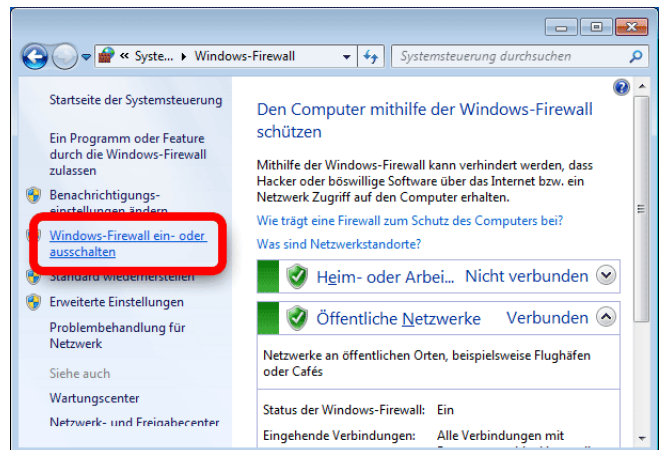 « Syste... ▸ Windows-Firewall
Systemsteuerung durchsuchen
Startseite der Systemsteuerung
Ein Programm oder Feature
durch die Windows-Firewall
zulassen
Benachrichtigungs-
einstellungen ändern
Windows-Firewall ein- oder
ausschalten
Standard wiederherstellen
Erweiterte Einstellungen
Problembehandlung für
Netzwerk
Siehe auch
Wartungscenter
Netzwerk- und Freigabecenter
Den Computer mithilfe der Windows-Firewall
schützen
Mithilfe der Windows-Firewall kann verhindert werden, dass
Hacker oder böswillige Software über das Internet bzw. ein
Netzwerk Zugriff auf den Computer erhalten.
Wie trägt eine Firewall zum Schutz des Computers bei?
Was sind Netzwerkstandorte?
Heim- oder Arbei... Nicht verbunden
Öffentliche Netzwerke Verbunden
Netzwerke an öffentlichen Orten, beispielsweise Flughäfen
oder Cafés
Status der Windows-Firewall: Ein
Eingehende Verbindungen: Alle Verbindungen mit